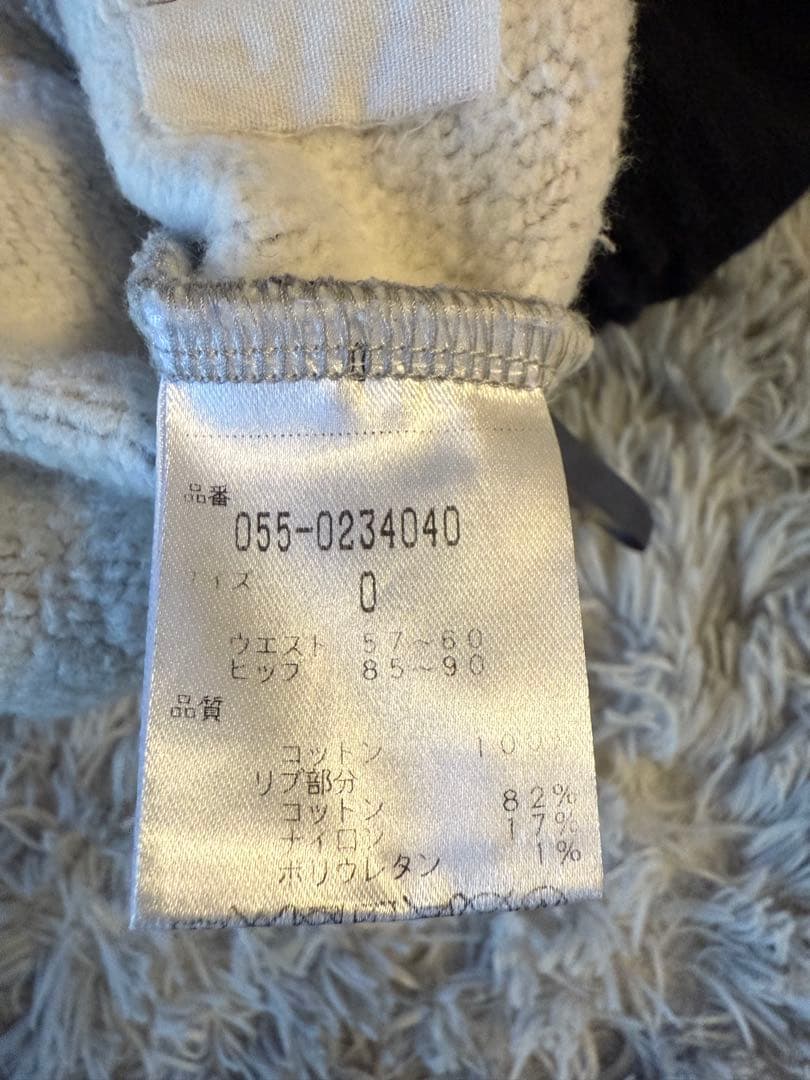 品番
055-0234040
サイズ 0
ウエスト 57~60
ヒップ 85~90
品質
コットン 100%
リブ部分
コットン 82%
ナイロン 17%
ポリウレタン 1%